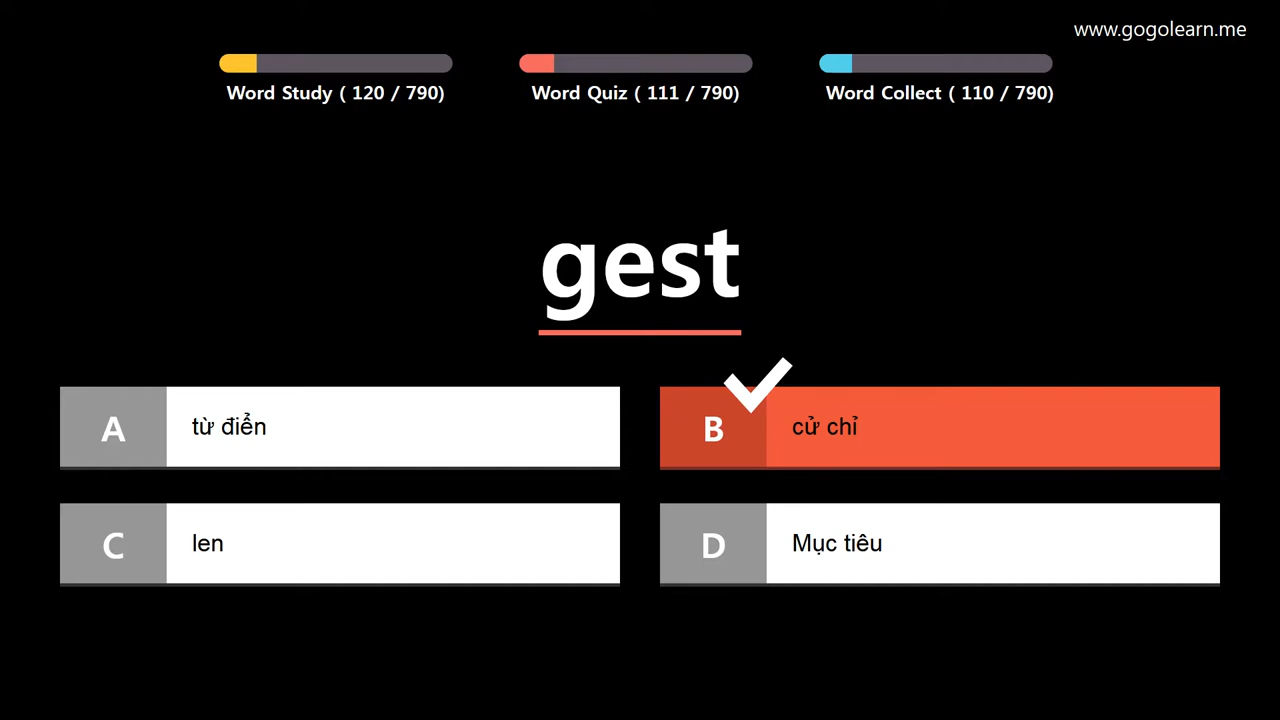 www.gogolearn.me
Word Study ( 120 / 790)
Word Quiz ( 111 / 790)
Word Collect ( 110 / 790)
gest
A từ điển
B cử chỉ
C len
D Mục tiêu